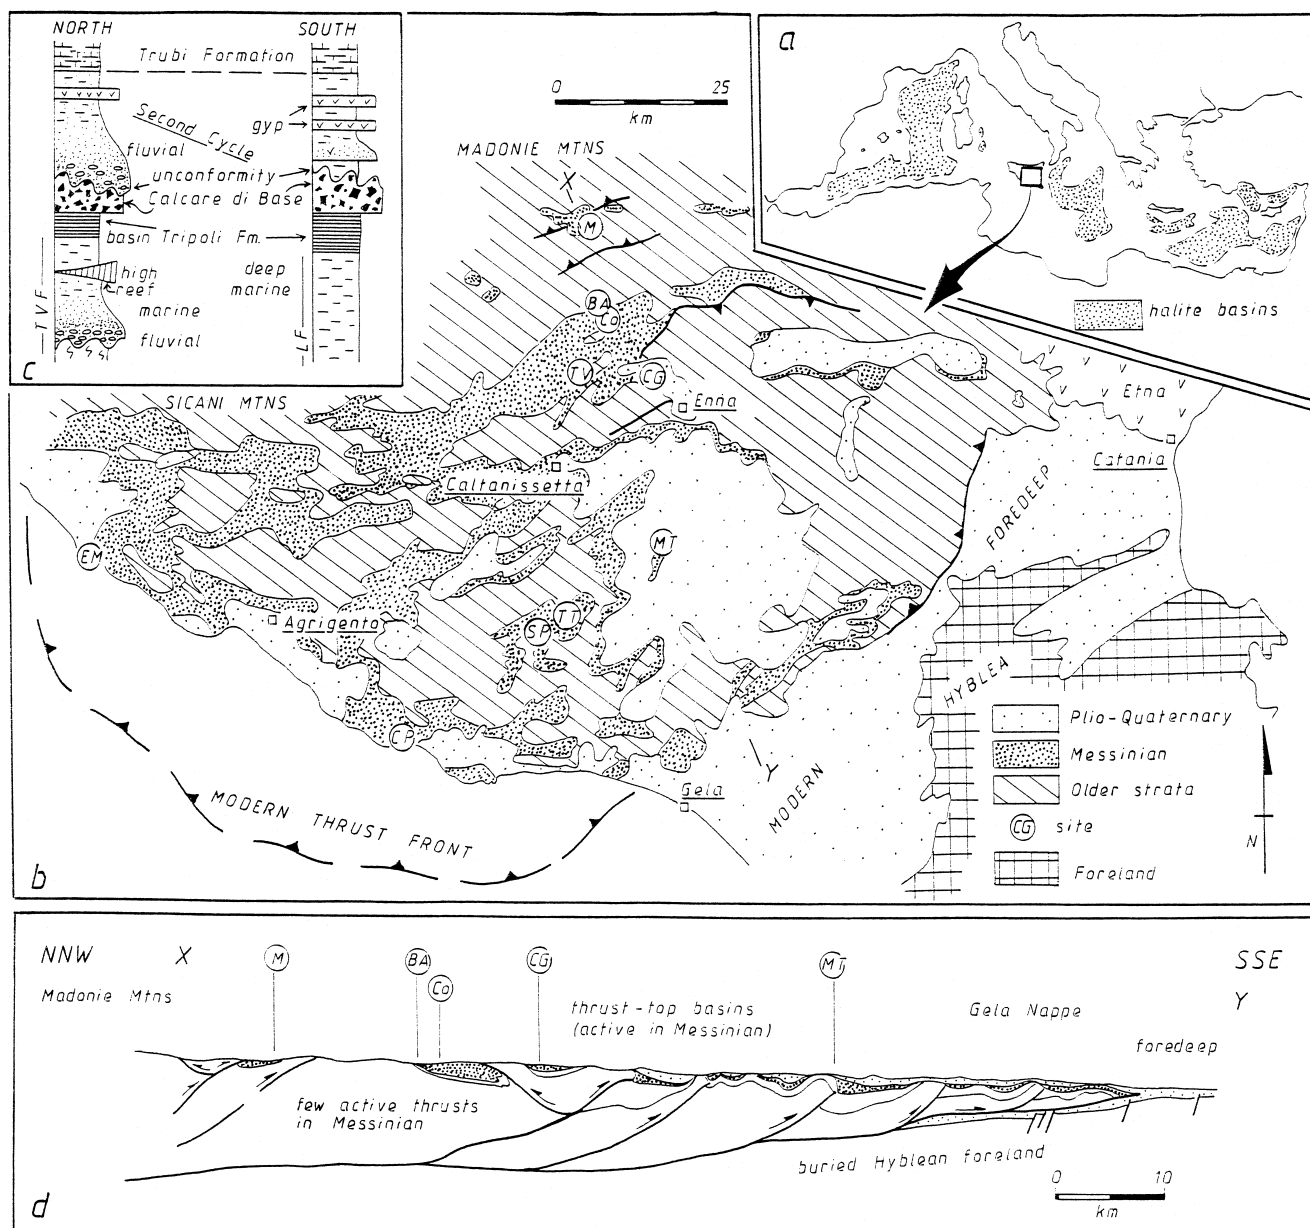 NORTH
SOUTH
Trubi Formation
Second Cycle
gyp
fluvial
unconformity
Calcare di Base
basin Tripoli Fm.
high
reef
deep
marine
marine
fluvial
TVF
LF
c
0
25
km
a
halite basins
MADONIE MTNS
X
M
BA
Co
TV
CG
Enna
SICANI MTNS
Etna
Catania
Caltanissetta
FOREDEEP
EM
MT
Agrigento
TT
SP
HYBLEA
CP
Y
Gela
MODERN
MODERN THRUST FRONT
Plio-Quaternary
Messinian
Older strata
CG site
Foreland
N
b
NNW
X
M
BA
Co
CG
MT
SSE
Y
Madonie Mtns
thrust-top basins
(active in Messinian)
Gela Nappe
foredeep
few active thrusts
in Messinian
buried Hyblean foreland
0
10
km
d